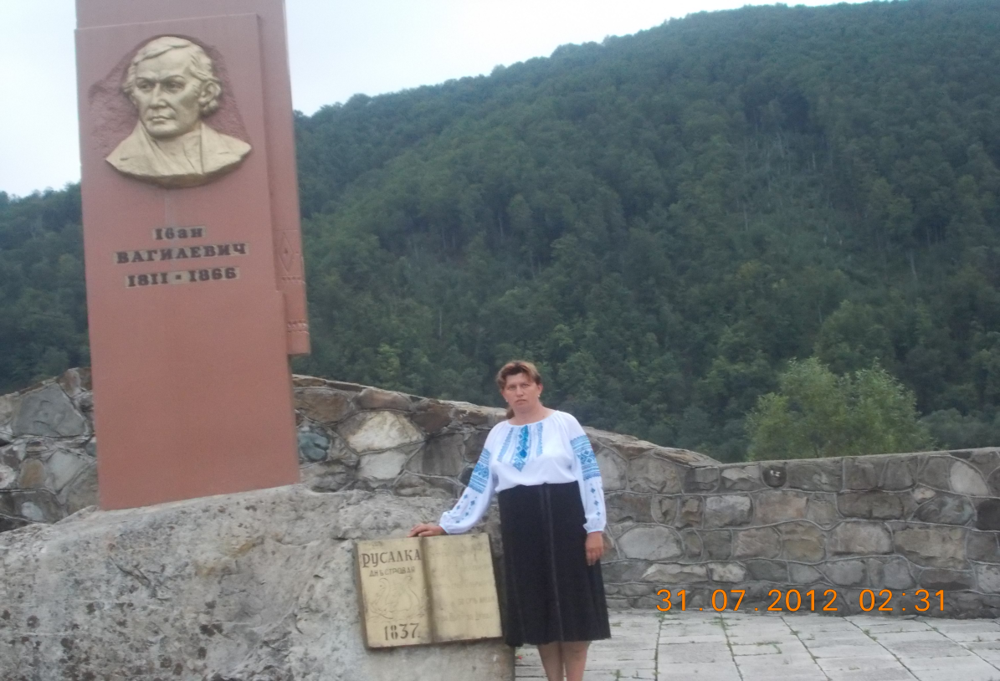 Іван
ВАГИЛЕВИЧ
1811 - 1866
РУСАЛКА
ДНѢСТРОВАЯ
1837.
31.07.2012 02:31